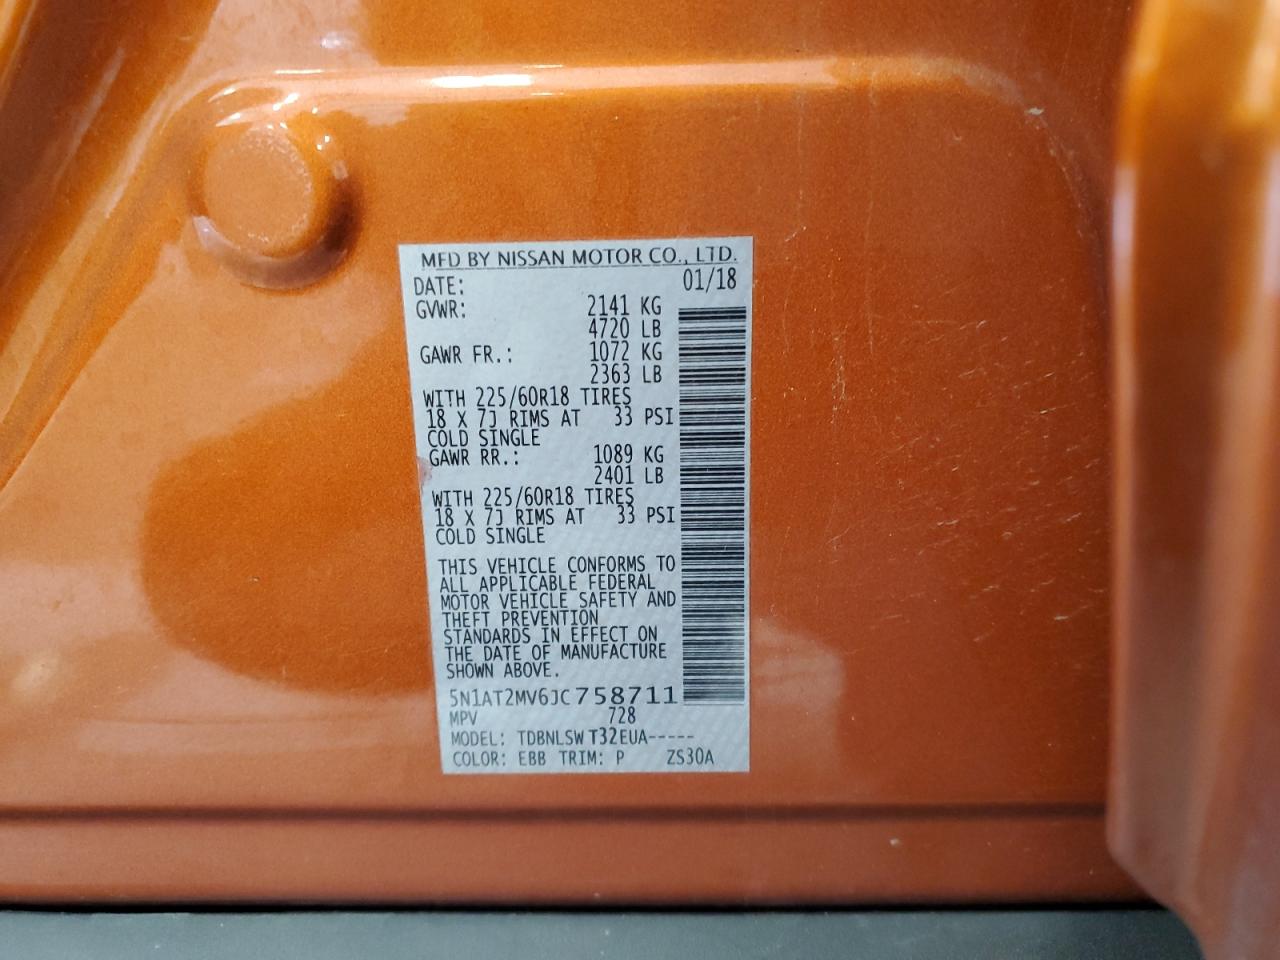 MFD BY NISSAN MOTOR CO., LTD.
DATE: 01/18
GVWR: 2141 KG
4720 LB
GAWR FR.: 1072 KG
2363 LB
WITH 225/60R18 TIRES
18 X 7J RIMS AT 33 PSI
COLD SINGLE
GAWR RR.: 1089 KG
2401 LB
WITH 225/60R18 TIRES
18 X 7J RIMS AT 33 PSI
COLD SINGLE
THIS VEHICLE CONFORMS TO
ALL APPLICABLE FEDERAL
MOTOR VEHICLE SAFETY AND
THEFT PREVENTION
STANDARDS IN EFFECT ON
THE DATE OF MANUFACTURE
SHOWN ABOVE.
5N1AT2MV6JC758711
MPV 728
MODEL: TDBNLSW T32EUA-----
COLOR: EBB TRIM: P ZS30A